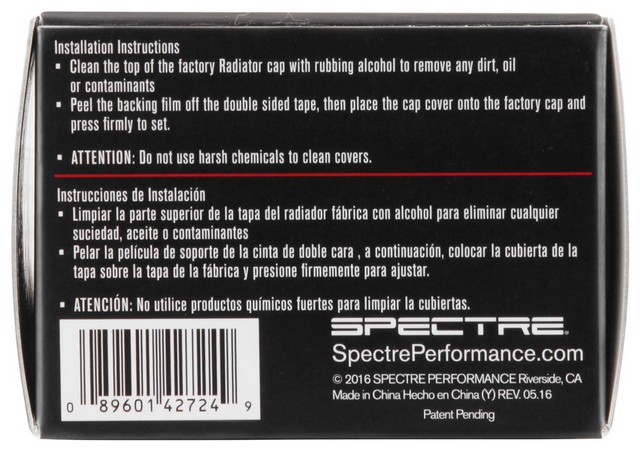 Installation Instructions
▪ Clean the top of the factory Radiator cap with rubbing alcohol to remove any dirt, oil
or contaminants
▪ Peel the backing film off the double sided tape, then place the cap cover onto the factory cap and
press firmly to set.
▪ ATTENTION: Do not use harsh chemicals to clean covers.
Instrucciones de Instalación
▪ Limpiar la parte superior de la tapa del radiador fábrica con alcohol para eliminar cualquier
suciedad, aceite o contaminantes
▪ Pelar la película de soporte de la cinta de doble cara , a continuación, colocar la cubierta de la
tapa sobre la tapa de la fábrica y presione firmemente para ajustar.
▪ ATENCIÓN: No utilice productos químicos fuertes para limpiar la cubiertas.
SPECTRE
SpectrePerformance.com
© 2016 SPECTRE PERFORMANCE Riverside, CA
Made in China Hecho en China (Y) REV. 05.16
Patent Pending
0 89601 42724 9